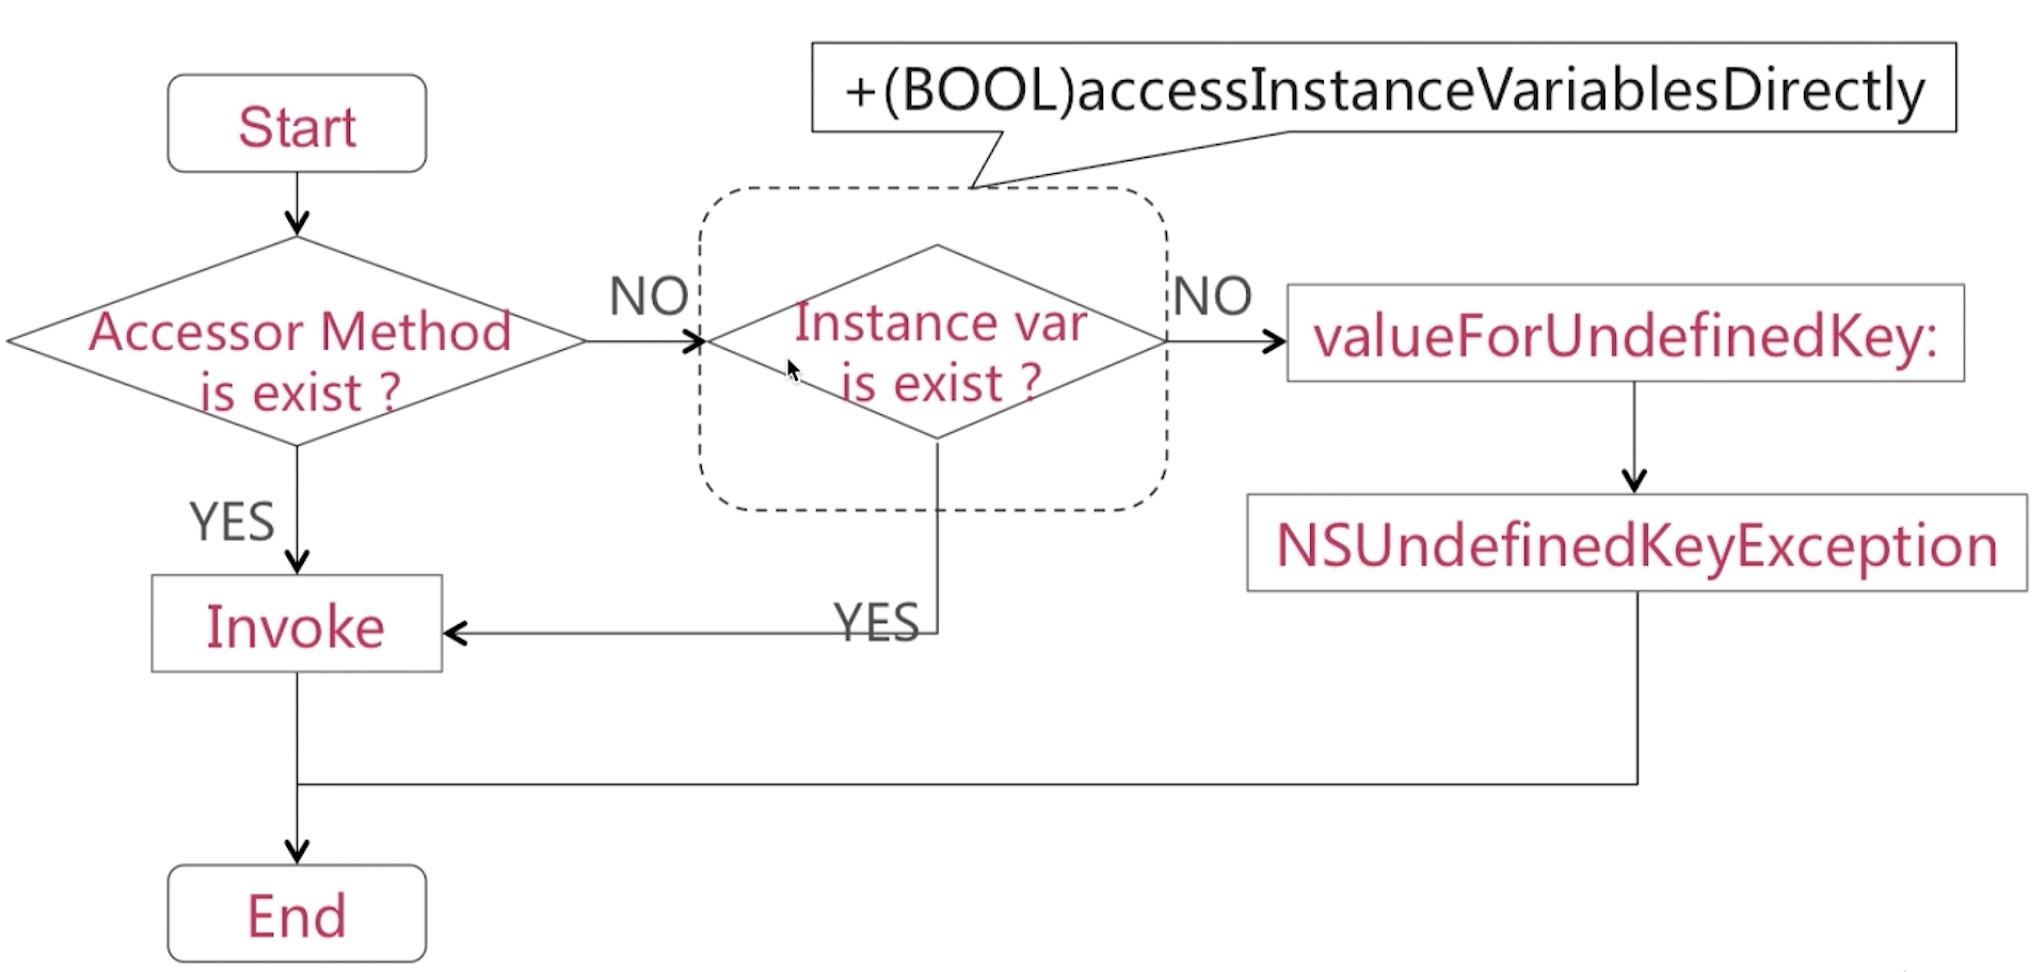 +(BOOL)accessInstanceVariablesDirectly
Start
Accessor Method
is exist ?
NO
Instance var
is exist ?
NO
valueForUndefinedKey:
YES
NSUndefinedKeyException
Invoke
YES
End